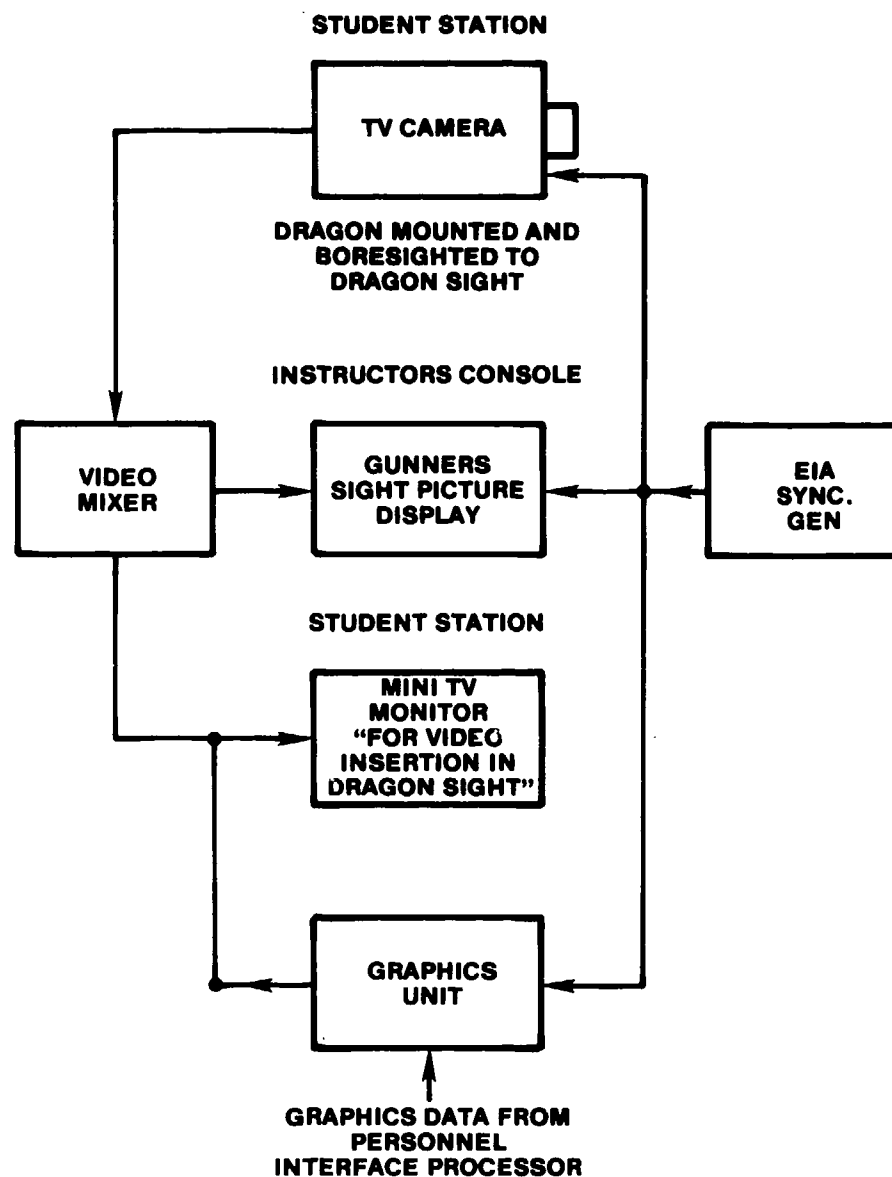 STUDENT STATION
TV CAMERA
DRAGON MOUNTED AND
BORESIGHTED TO
DRAGON SIGHT
INSTRUCTORS CONSOLE
VIDEO
MIXER
GUNNERS
SIGHT PICTURE
DISPLAY
EIA
SYNC.
GEN
STUDENT STATION
MINI TV
MONITOR
“FOR VIDEO
INSERTION IN
DRAGON SIGHT”
GRAPHICS
UNIT
GRAPHICS DATA FROM
PERSONNEL
INTERFACE PROCESSOR